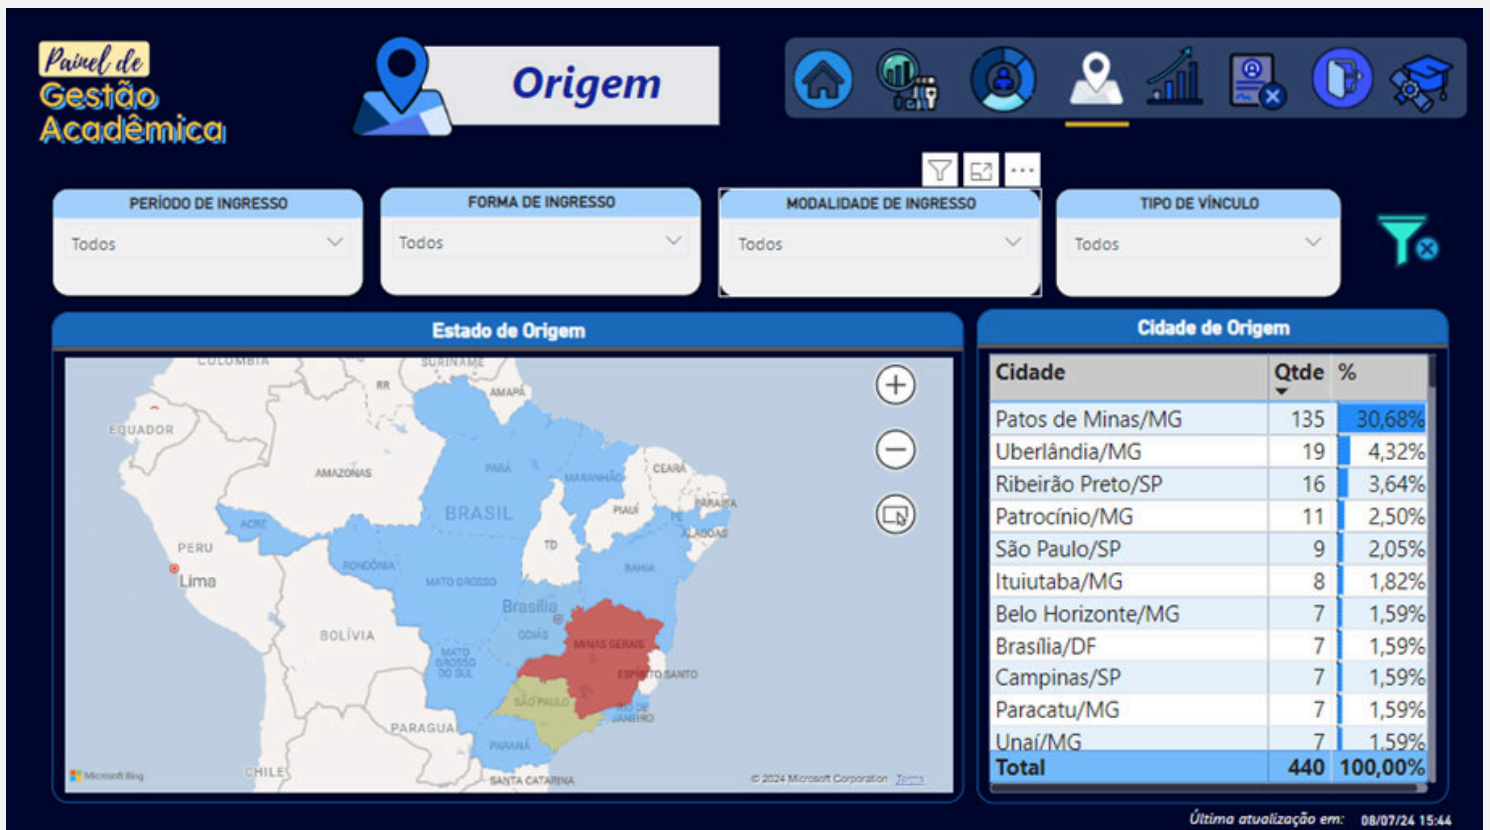 Painel de
Gestão
Acadêmica
Origem
PERÍODO DE INGRESSO
Todos
FORMA DE INGRESSO
Todos
MODALIDADE DE INGRESSO
Todos
TIPO DE VÍNCULO
Todos
Estado de Origem
COLOMBIA
SURINAME
RR
AMAPÁ
EQUADOR
AMAZONAS
PARÁ
MARANHÃO
CEARÁ
BRASIL
PIAUÍ
PARAIBA
PE
ALAGOAS
ACRE
PERU
Lima
RONDÔNIA
TO
MATO GROSSO
BAHIA
Brasília
GOIÁS
BOLÍVIA
MINAS GERAIS
MATO
GROSSO
DO SUL
ESPÍRITO SANTO
SÃO PAULO
RIO DE
JANEIRO
PARAGUAI
PARANÁ
CHILE
SANTA CATARINA
Microsoft Bing
© 2024 Microsoft Corporation Terms
Cidade de Origem
Cidade Qtde %
Patos de Minas/MG 135 30,68%
Uberlândia/MG 19 4,32%
Ribeirão Preto/SP 16 3,64%
Patrocínio/MG 11 2,50%
São Paulo/SP 9 2,05%
Ituiutaba/MG 8 1,82%
Belo Horizonte/MG 7 1,59%
Brasília/DF 7 1,59%
Campinas/SP 7 1,59%
Paracatu/MG 7 1,59%
Unaí/MG 7 1,59%
Total 440 100,00%
Última atualização em: 08/07/24 15:44